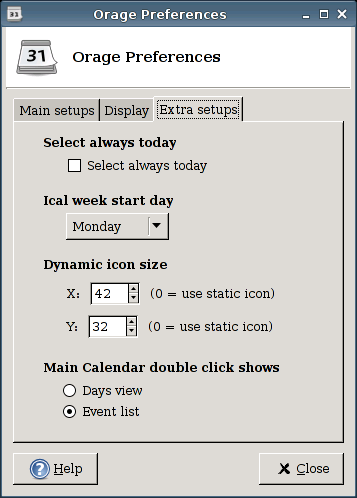 31
Orage Preferences
31
Orage Preferences
Main setups Display Extra setups
Select always today
Select always today
Ical week start day
Monday
Dynamic icon size
X: 42 (0 = use static icon)
Y: 32 (0 = use static icon)
Main Calendar double click shows
Days view
Event list
? Help Close